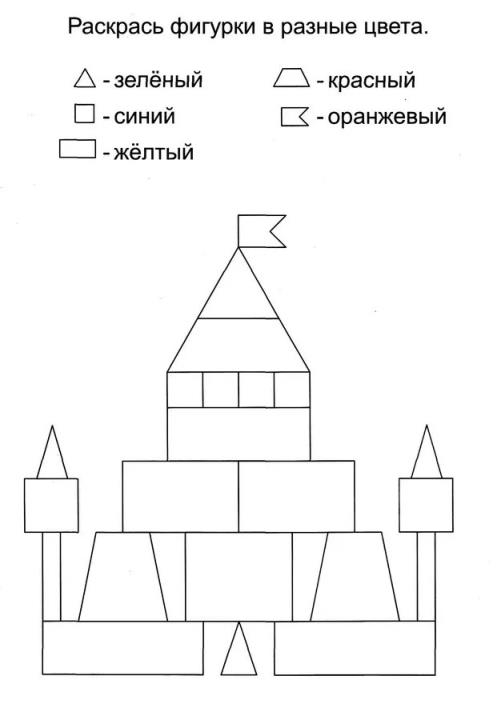 Раскрась фигурки в разные цвета.
- зелёный - красный
- синий - оранжевый
- жёлтый